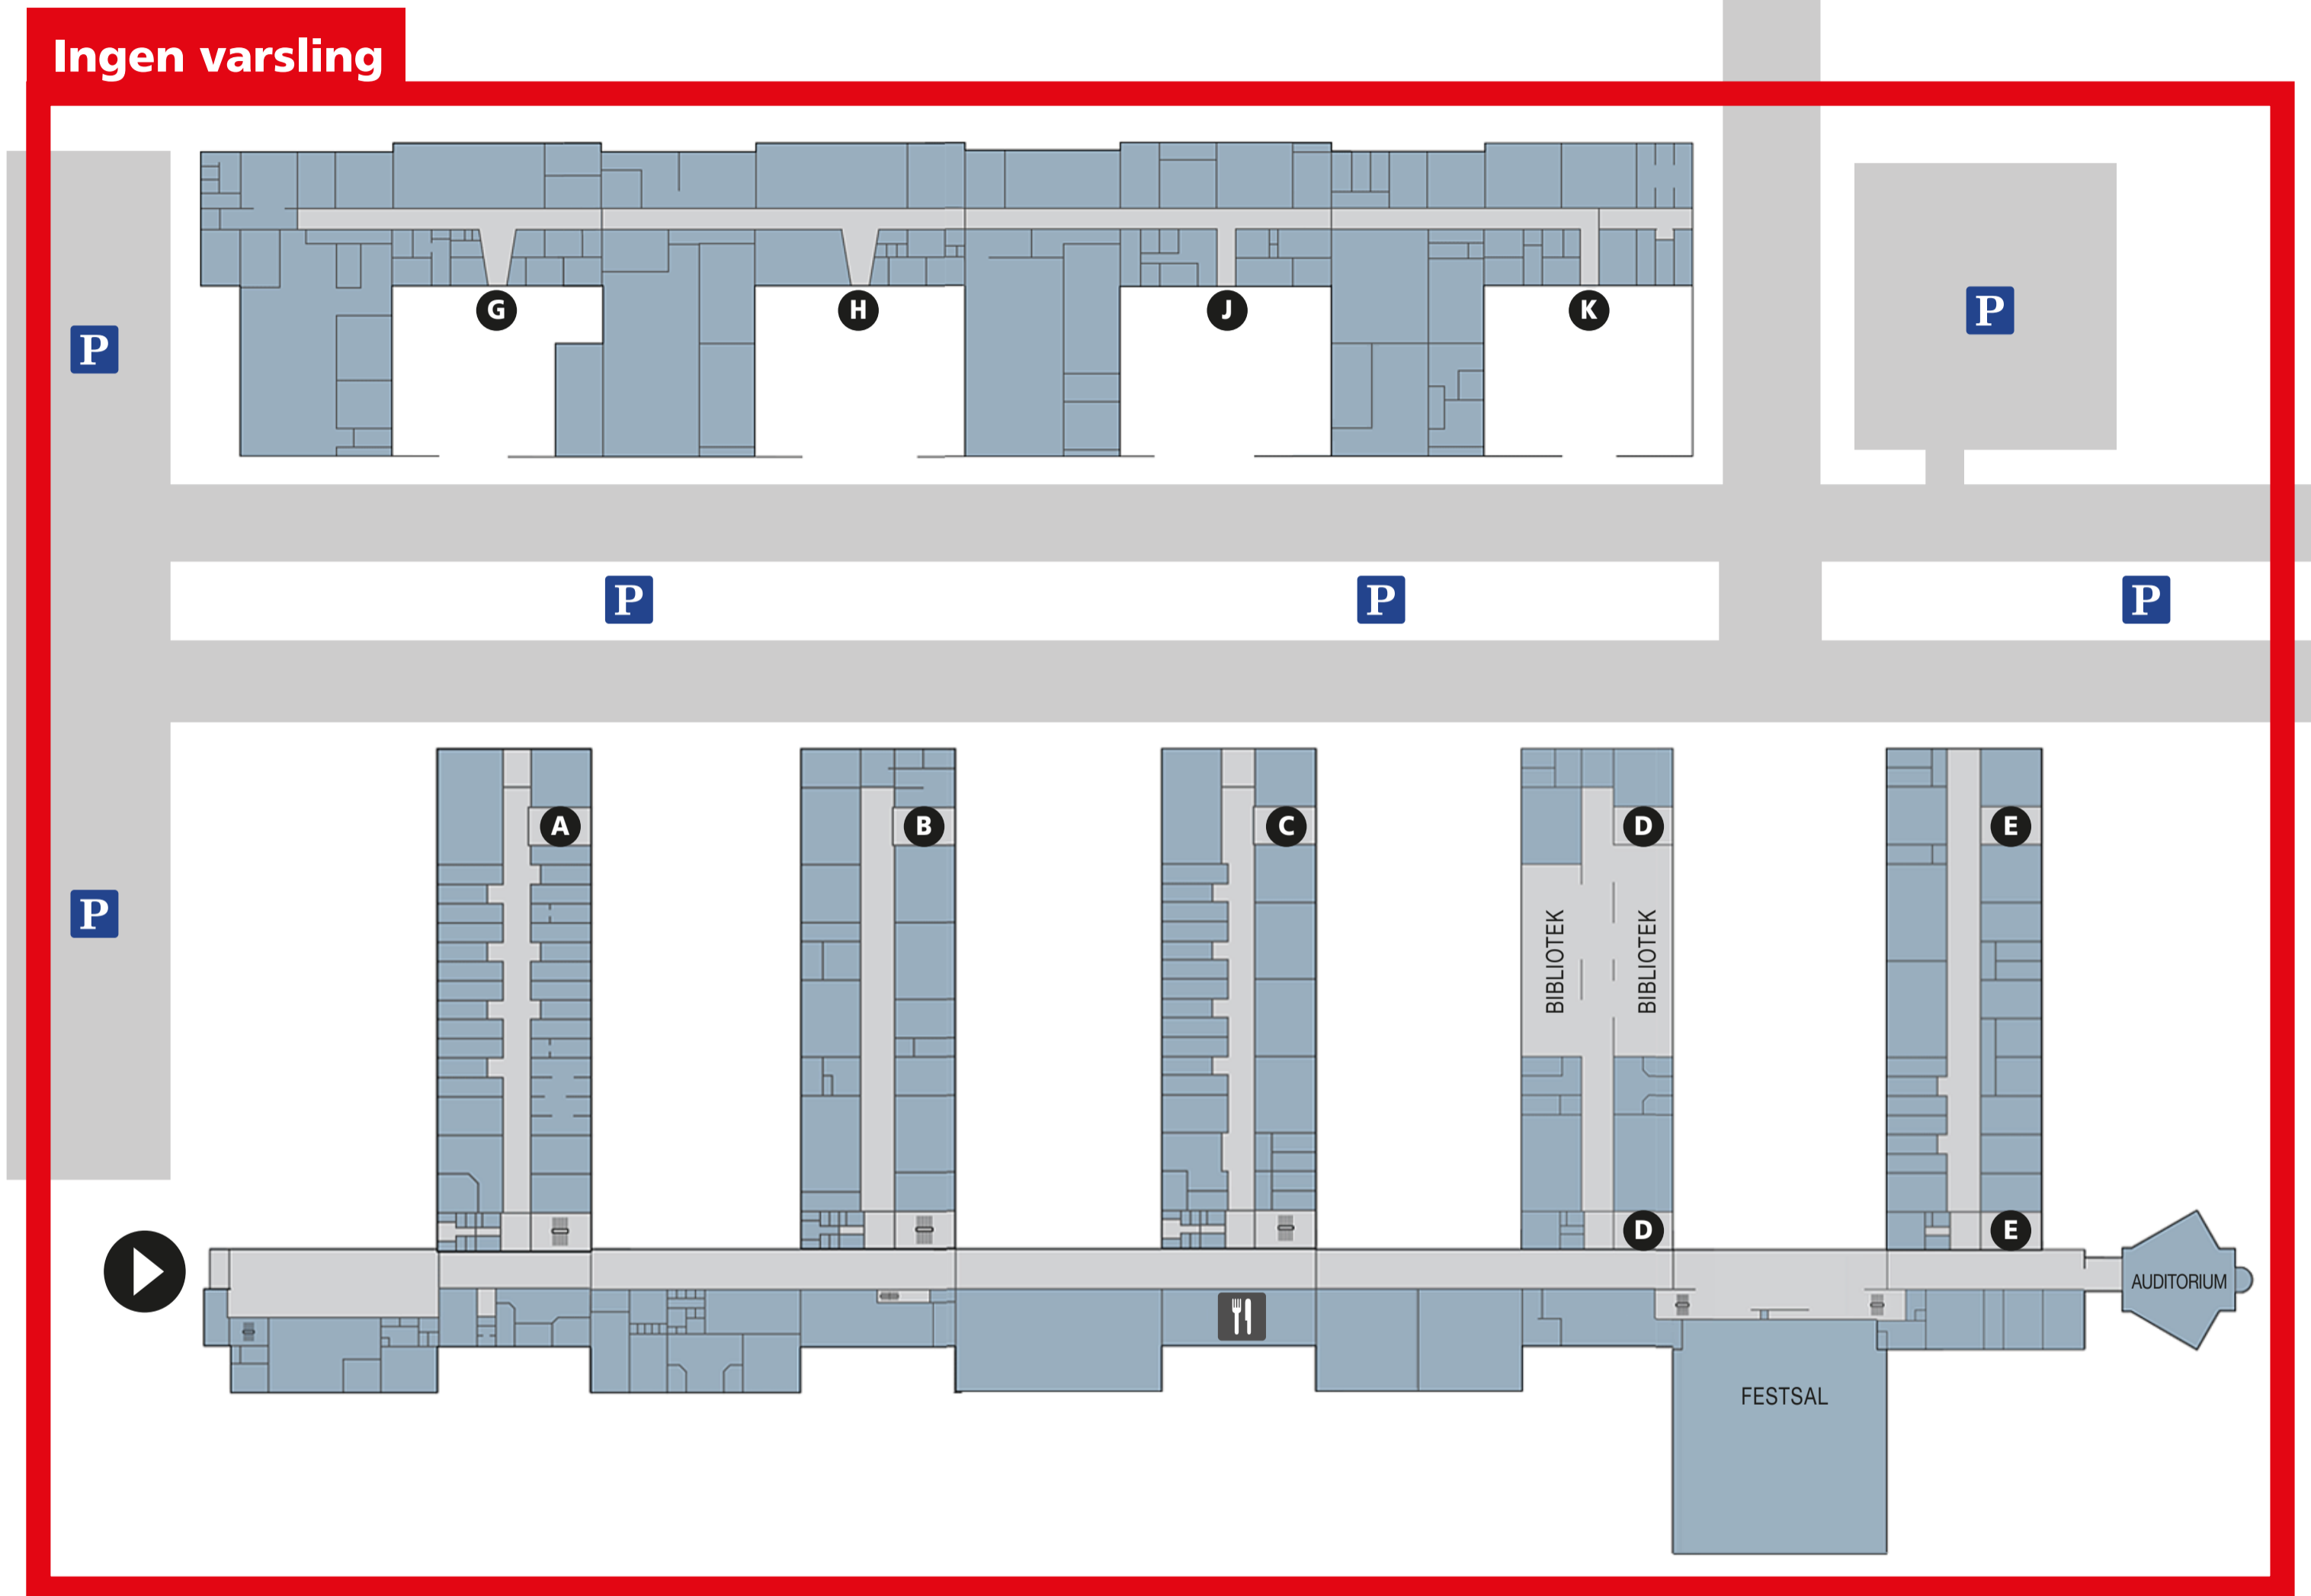 Ingen varsling
G
H
J
K
P
P
P
P
P
A
B
C
D
E
P
BIBLIOTEK
BIBLIOTEK
D
E
AUDITORIUM
FESTSAL